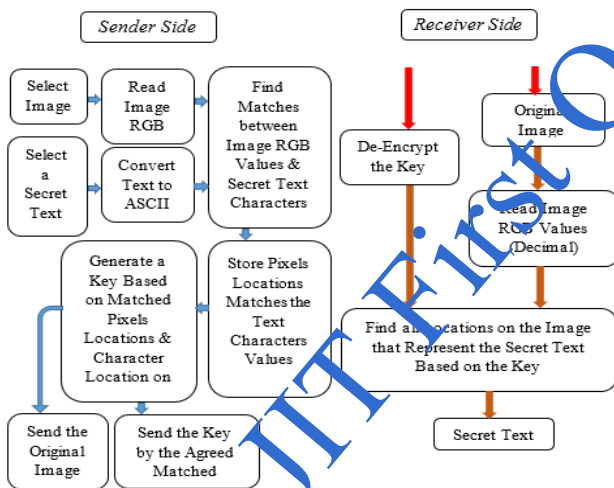 Sender Side
Select
Image
Read
Image
RGB
Find
Matches
between
Image RGB
Values &
Secret Text
Characters
Select
a
Secret
Text
Convert
Text to
ASCII
Generate a
Key Based
on Matched
Pixels
Locations &
Character
Location on
Store Pixels
Locations
Matches the
Text
Characters
Values
Send the
Original
Image
Send the Key
by the Agreed
Matched
Receiver Side
Original
Image
De-Encrypt
the Key
Read Image
RGB Values
(Decimal)
Find all Locations on the Image
that Represent the Secret Text
Based on the Key
Secret Text
JIT First O